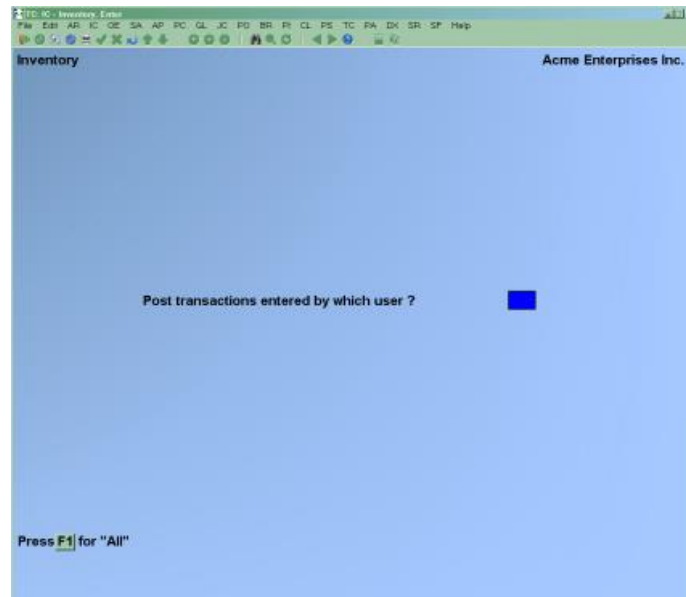 TC: IC - Inventory, Enter
File Edit AR IC OE SA AP PC GL JC PO BR PI CL PS TC PA DX SR SF Help
Inventory
Acme Enterprises Inc.
Post transactions entered by which user ?
Press F1 for "All"